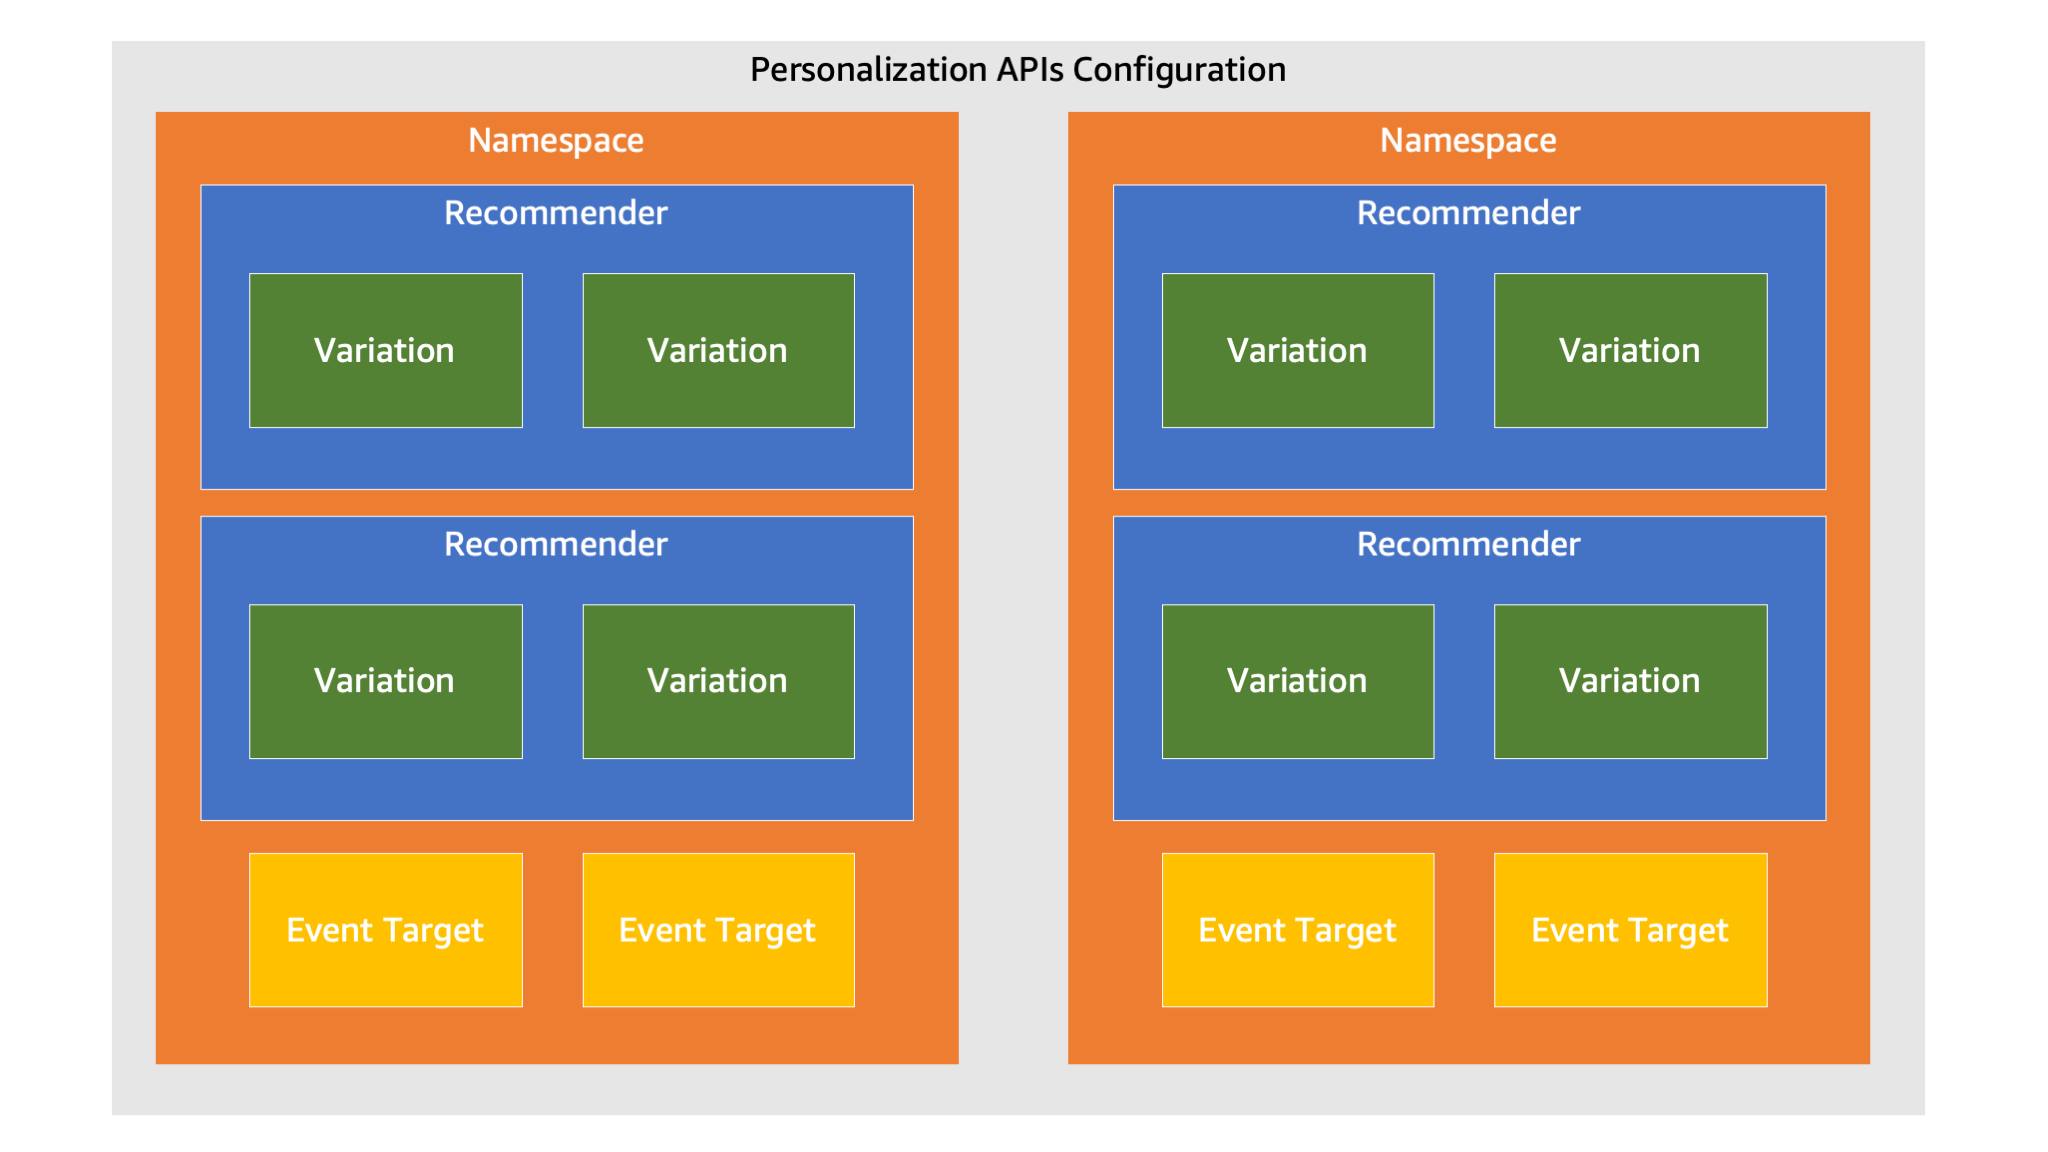 Personalization APIs Configuration
Namespace
Recommender
Variation
Variation
Recommender
Variation
Variation
Event Target
Event Target
Namespace
Recommender
Variation
Variation
Recommender
Variation
Variation
Event Target
Event Target